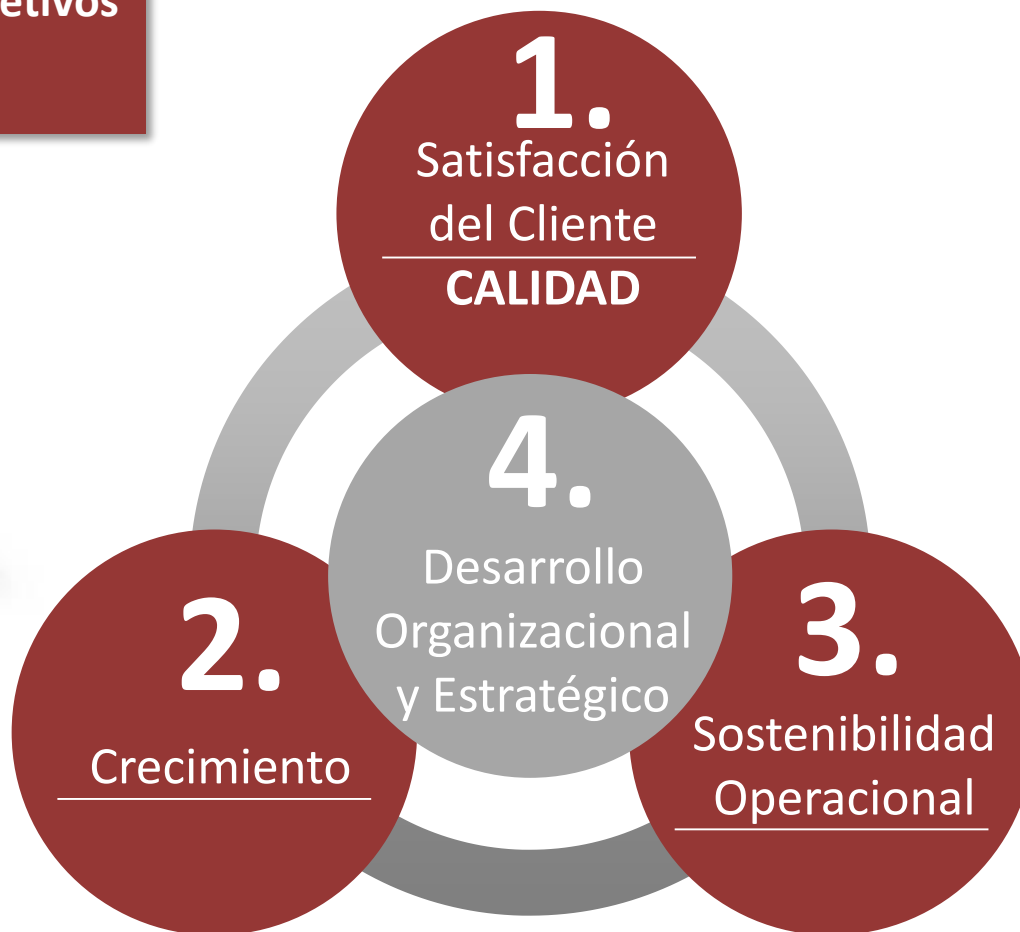 etivos
1.
Satisfacción
del Cliente
CALIDAD
4.
Desarrollo
Organizacional
y Estratégico
2.
Crecimiento
3.
Sostenibilidad
Operacional